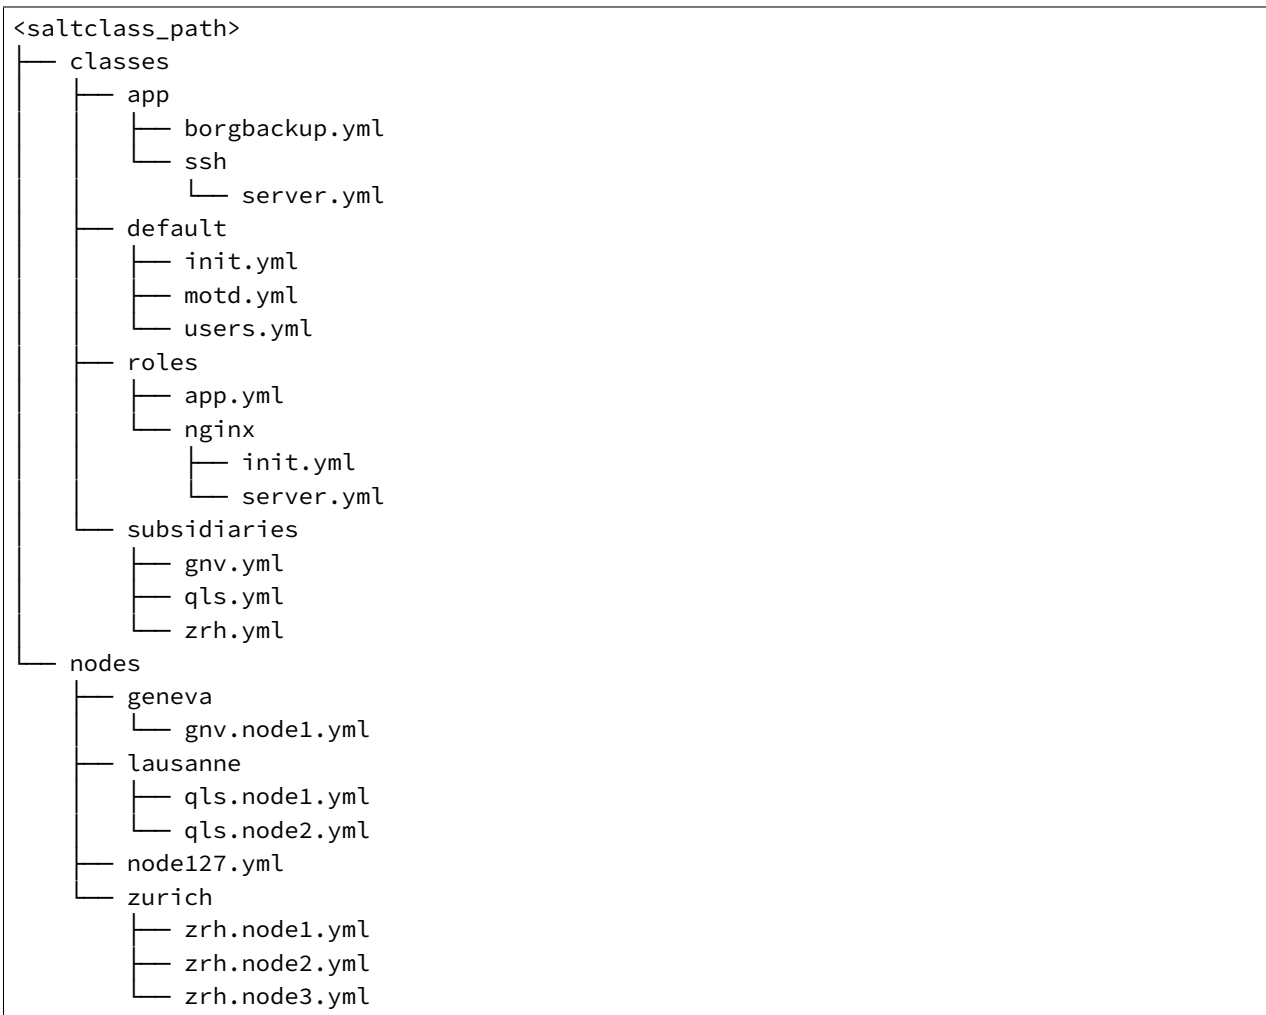 <saltclass_path>
├── classes
│   ├── app
│   │   ├── borgbackup.yml
│   │   └── ssh
│   │       └── server.yml
│   ├── default
│   │   ├── init.yml
│   │   ├── motd.yml
│   │   └── users.yml
│   ├── roles
│   │   ├── app.yml
│   │   └── nginx
│   │       ├── init.yml
│   │       └── server.yml
│   └── subsidiaries
│       ├── gnv.yml
│       ├── qls.yml
│       └── zrh.yml
└── nodes
    ├── geneva
    │   └── gnv.node1.yml
    ├── lausanne
    │   ├── qls.node1.yml
    │   └── qls.node2.yml
    ├── node127.yml
    └── zurich
        ├── zrh.node1.yml
        ├── zrh.node2.yml
        └── zrh.node3.yml